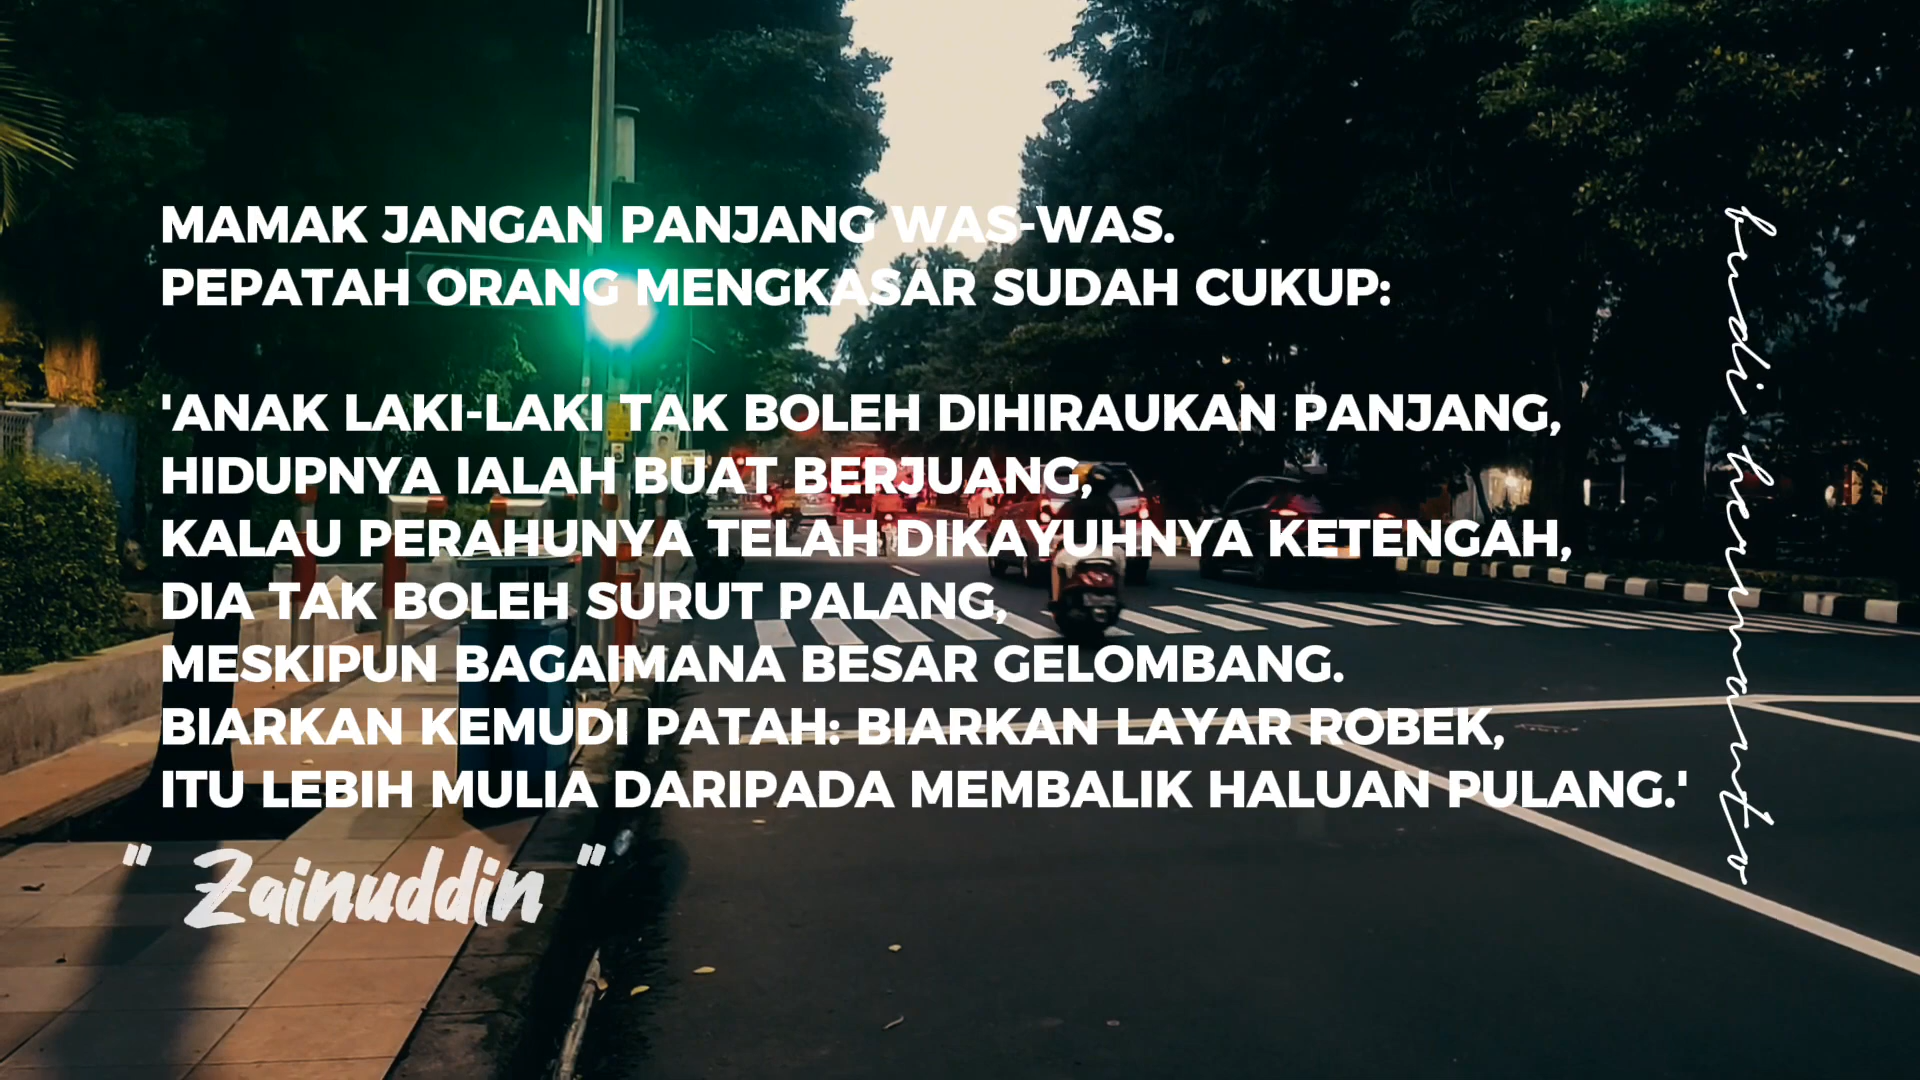 MAMAK JANGAN PANJANG WAS-WAS.
PEPATAH ORANG MENGKASAR SUDAH CUKUP:
'ANAK LAKI-LAKI TAK BOLEH DIHIRAUKAN PANJANG,
HIDUPNYA IALAH BUAT BERJUANG,
KALAU PERAHUNYA TELAH DIKAYUHNYA KETENGAH,
DIA TAK BOLEH SURUT PALANG,
MESKIPUN BAGAIMANA BESAR GELOMBANG.
BIARKAN KEMUDI PATAH: BIARKAN LAYAR ROBEK,
ITU LEBIH MULIA DARIPADA MEMBALIK HALUAN PULANG.'
" Zainuddin "
budi hermanto